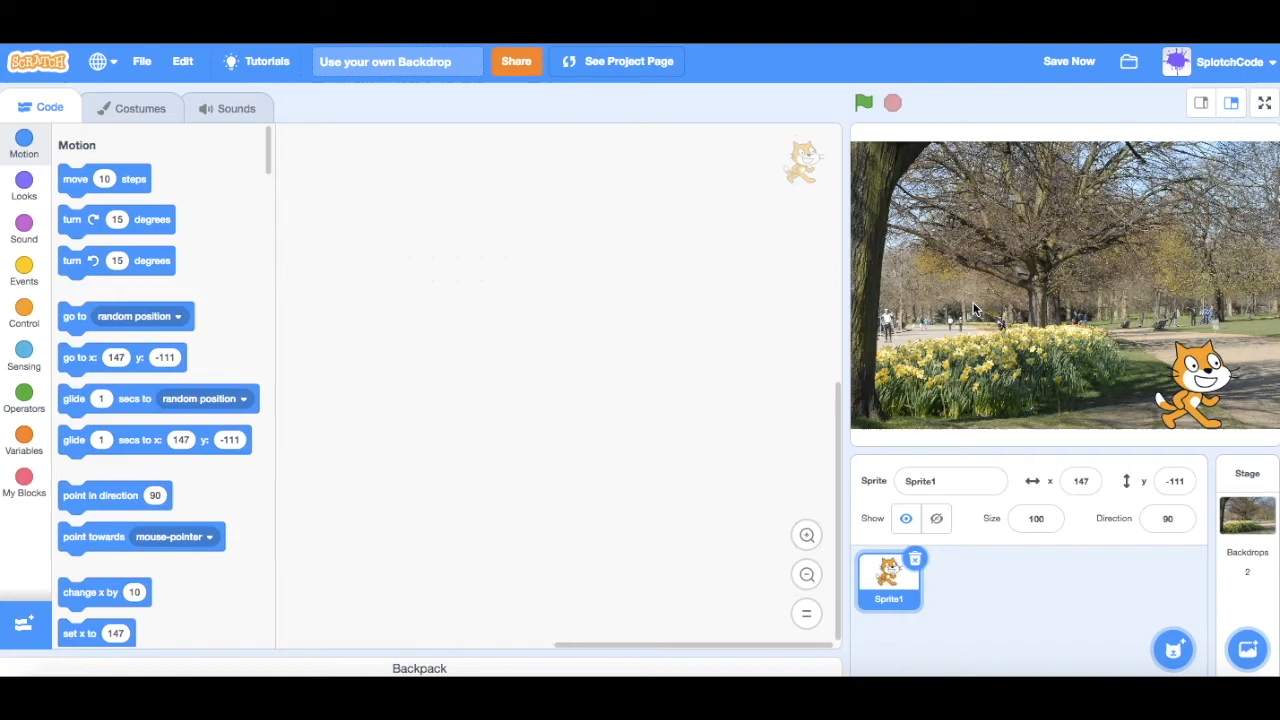 SCRATCH File Edit Tutorials Use your own Backdrop Share See Project Page Save Now SplotchCode
Code Costumes Sounds
Motion
Looks
Sound
Events
Control
Sensing
Operators
Variables
My Blocks
Motion
move 10 steps
turn 15 degrees
turn 15 degrees
go to random position
go to x: 147 y: -111
glide 1 secs to random position
glide 1 secs to x: 147 y: -111
point in direction 90
point towards mouse-pointer
change x by 10
set x to 147
Sprite Sprite1 x 147 y -111
Show Size 100 Direction 90
Sprite1
Stage
Backdrops
2
Backpack